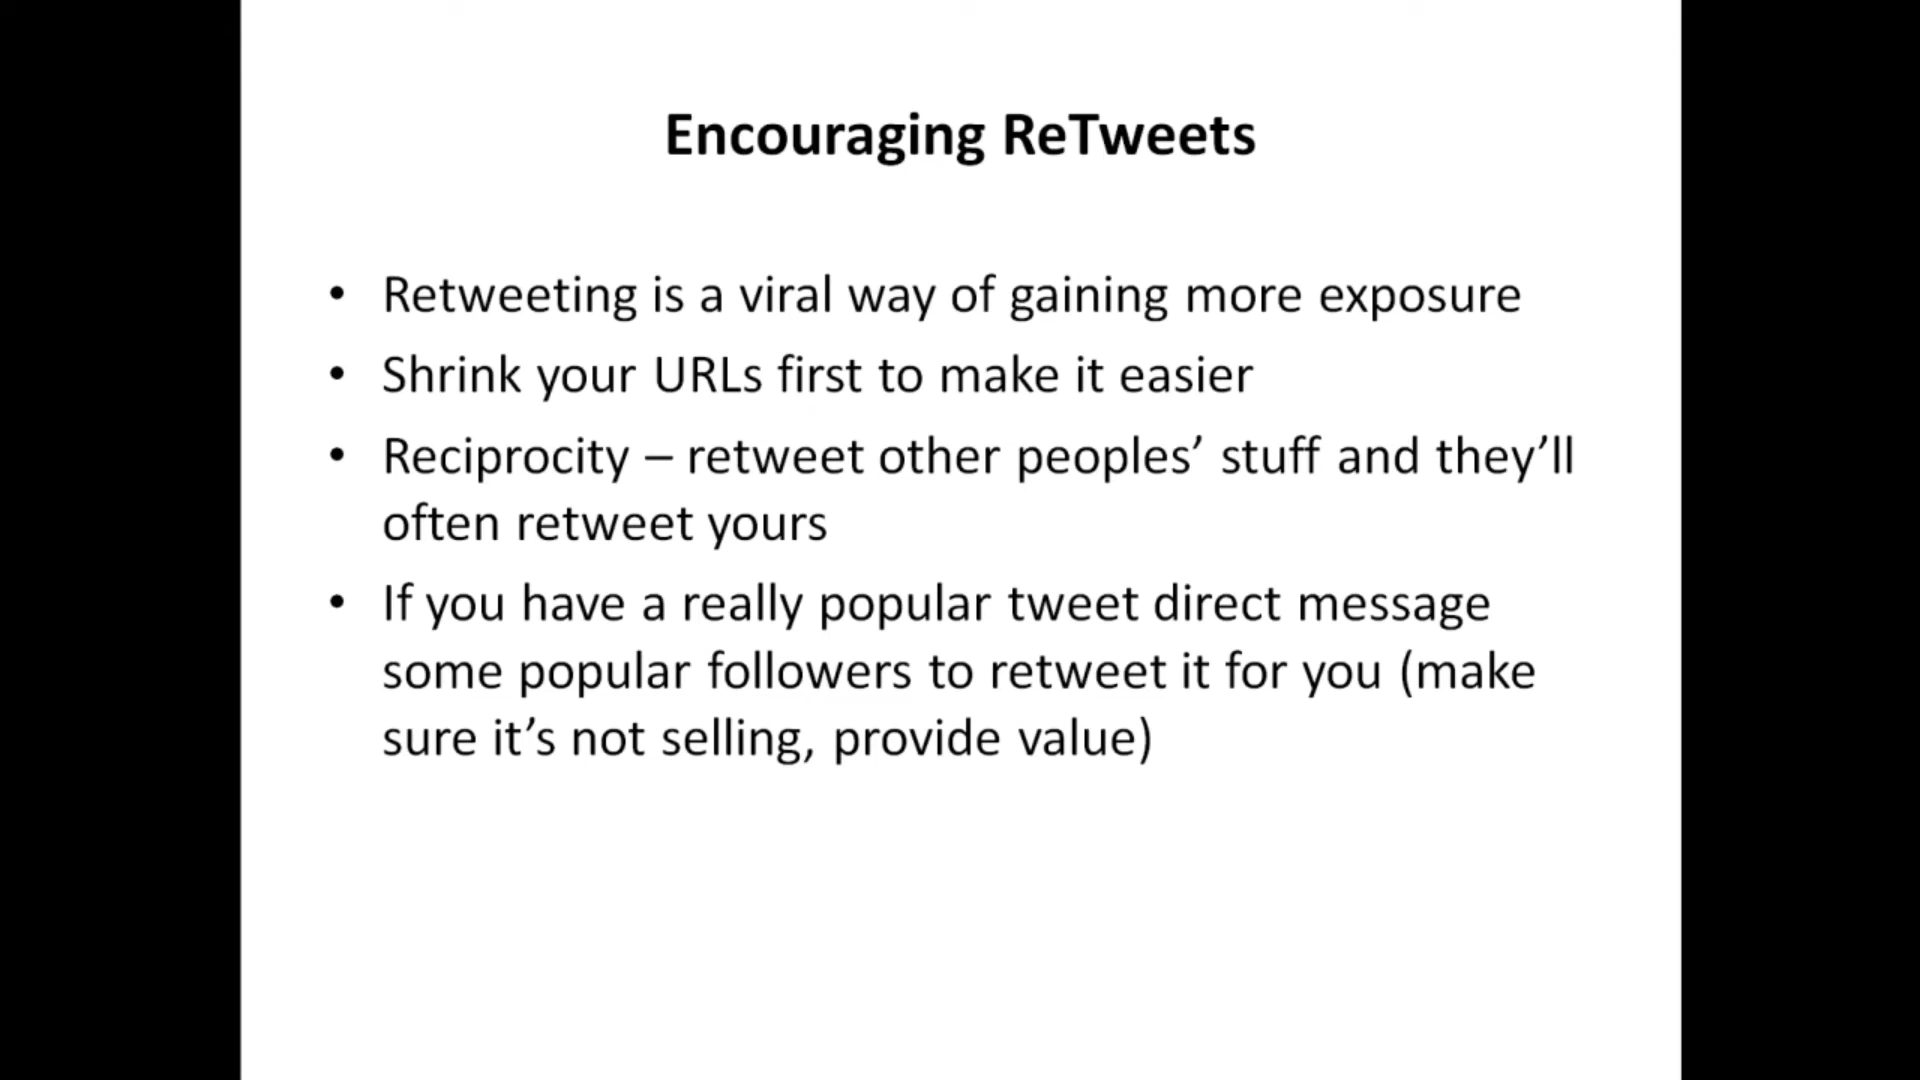 Encouraging ReTweets
• Retweeting is a viral way of gaining more exposure
• Shrink your URLs first to make it easier
• Reciprocity – retweet other peoples’ stuff and they’ll
often retweet yours
• If you have a really popular tweet direct message
some popular followers to retweet it for you (make
sure it’s not selling, provide value)